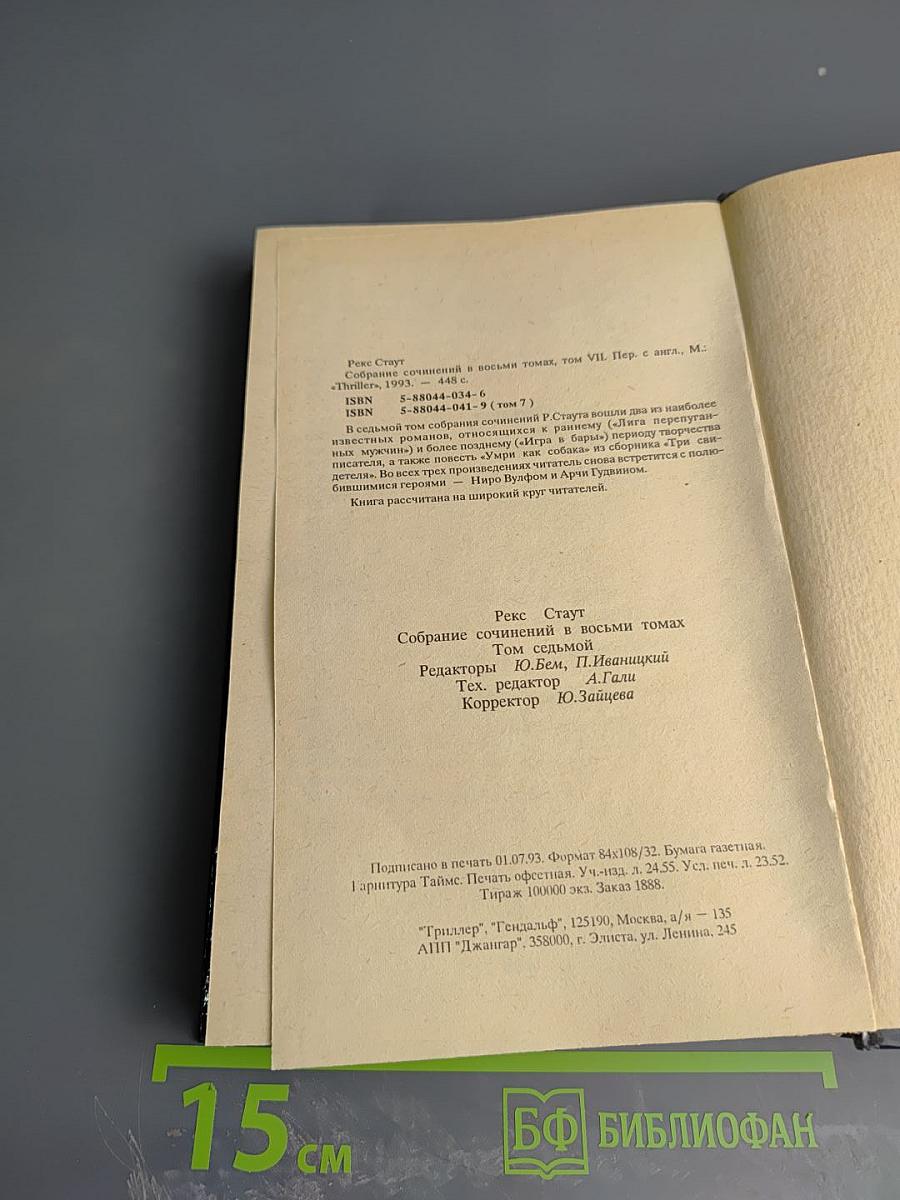 Рекс Стаут
Собрание сочинений в восьми томах, том VII. Пер. с англ., М.:
«Thriller», 1993. — 448 с.
ISBN 5-88044-034-6
ISBN 5-88044-041-9 ( том 7 )
В седьмом том собрания сочинений Р.Стаута вошли два из наиболее
известных романов, относящихся к раннему («Лига перепуган-
ных мужчин») и более позднему («Игра в бары») периоду творчества
писателя, а также повесть «Умри как собака» из сборника «Три сви-
детеля». Во всех трех произведениях читатель снова встретится с полю-
бившимися героями — Ниро Вулфом и Арчи Гудвином.
Книга рассчитана на широкий круг читателей.
Рекс Стаут
Собрание сочинений в восьми томах
Том седьмой
Редакторы Ю.Бем, П.Иваницкий
Тех. редактор А.Гали
Корректор Ю.Зайцева
Подписано в печать 01.07.93. Формат 84х108/32. Бумага газетная.
Гарнитура Таймс. Печать офсетная. Уч.-изд. л. 24.55. Усл. печ. л. 23.52.
Тираж 100000 экз. Заказ 1888.
"Триллер", "Гендальф", 125190, Москва, а/я — 135
АПП "Джангар", 358000, г. Элиста, ул. Ленина, 245
15 см
БФ БИБЛИОФАН